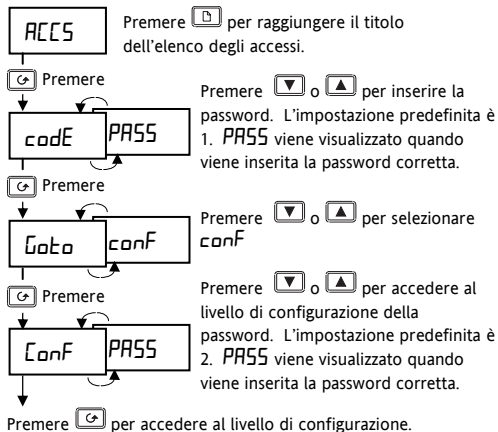 ACCS
Premere per raggiungere il titolo
dell'elenco degli accessi.
Premere
codE
PASS
Premere o per inserire la
password. L'impostazione predefinita è
1. PASS viene visualizzato quando
viene inserita la password corretta.
Premere
Goto
conF
Premere o per selezionare
conF
Premere
ConF
PASS
Premere o per accedere al
livello di configurazione della
password. L'impostazione predefinita è
2. PASS viene visualizzato quando
viene inserita la password corretta.
Premere per accedere al livello di configurazione.